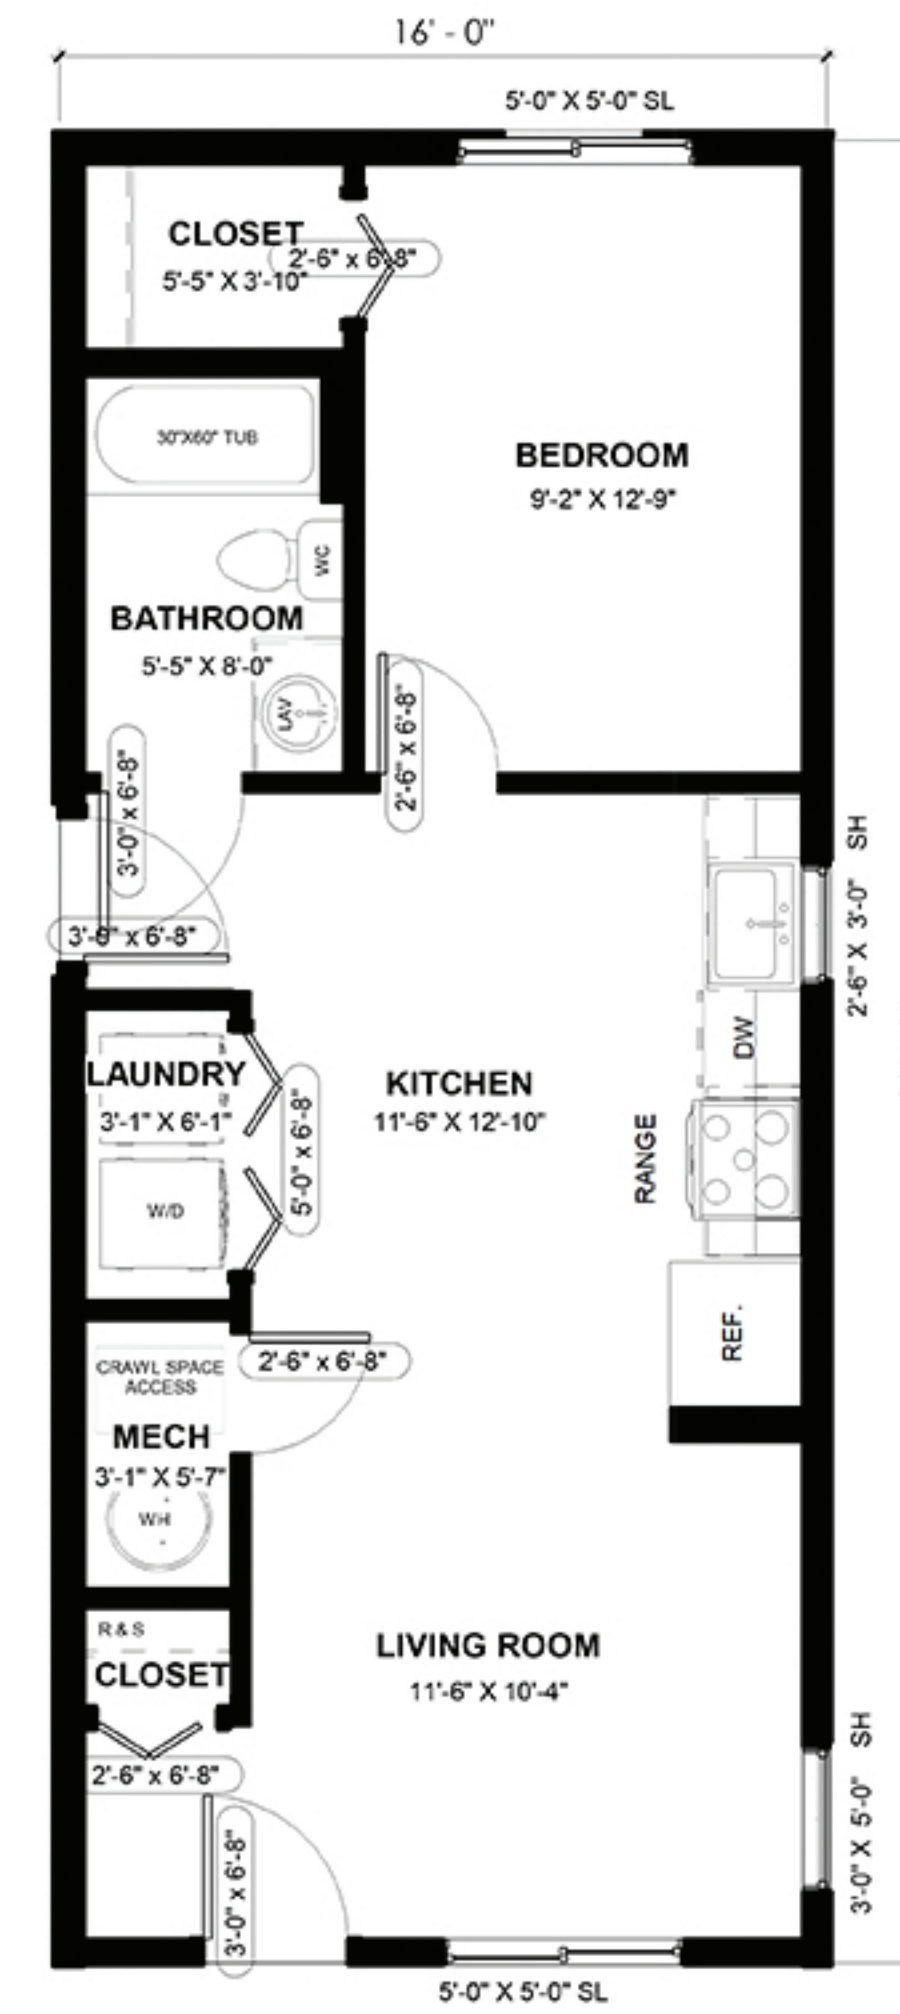 16' - 0"
5'-0" X 5'-0" SL
CLOSET
2'-6" x 6'-8"
5'-5" X 3'-10"
30"X60" TUB
BEDROOM
9'-2" X 12'-9"
WC
BATHROOM
5'-5" X 8'-0"
LAV
2'-6" x 6'-8"
3'-0" x 6'-8"
3'-0" x 6'-8"
2'-6" X 3'-0" SH
DW
LAUNDRY
3'-1" X 6'-1"
5'-0" x 6'-8"
KITCHEN
11'-6" X 12'-10"
RANGE
W/D
REF.
2'-6" x 6'-8"
CRAWL SPACE
ACCESS
MECH
3'-1" X 5'-7"
WH
R & S
CLOSET
LIVING ROOM
11'-6" X 10'-4"
2'-6" x 6'-8"
3'-0" x 6'-8"
3'-0" X 5'-0" SH
5'-0" X 5'-0" SL